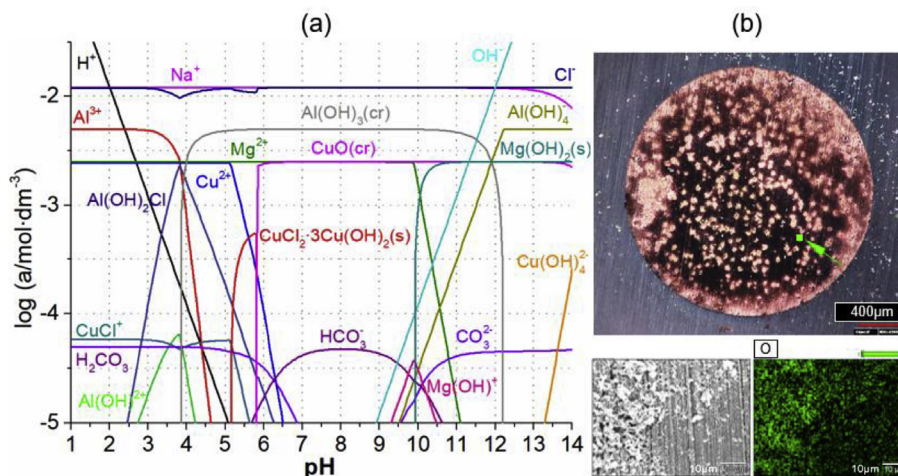 (a)
(b)
H⁺
Na⁺
OH⁻
Cl⁻
-2
Al³⁺
Al(OH)₃(cr)
Al(OH)₄⁻
Mg²⁺
CuO(cr)
Mg(OH)₂(s)
Cu²⁺
log (a/mol·dm⁻³)
-3
Al(OH)₂Cl
CuCl₂·3Cu(OH)₂(s)
Cu(OH)₄²⁻
-4
CuCl⁺
HCO₃⁻
CO₃²⁻
H₂CO₃
Mg(OH)⁺
Al(OH)²⁺
-5
1 2 3 4 5 6 7 8 9 10 11 12 13 14
pH
400µm
O
10µm
10µm